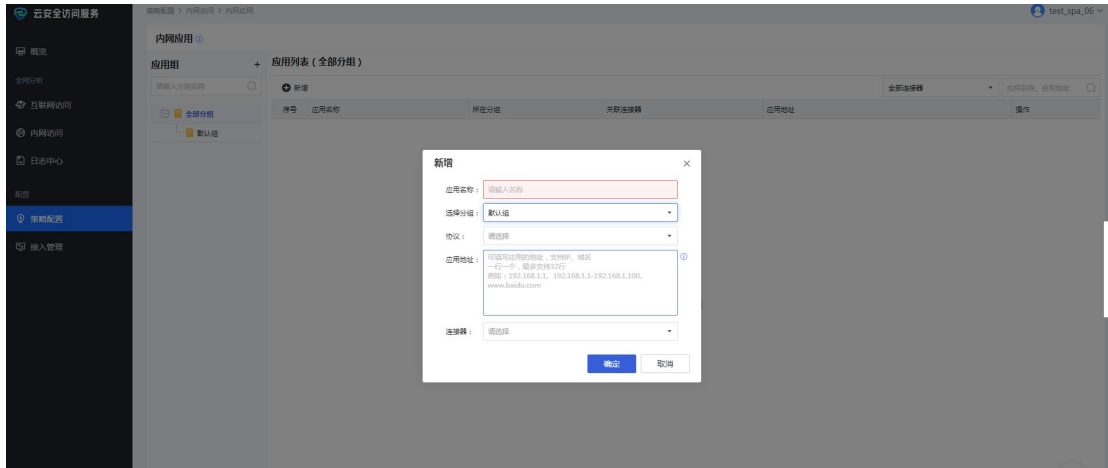 云安全访问服务
策略配置 > 内网访问 > 内网应用
test_spa_06
概览
全网分析
互联网访问
内网访问
日志中心
配置
策略配置
接入管理
内网应用
应用组
+
请输入分组名称
全部分组
默认组
应用列表（全部分组）
新增
全部连接器
应用名称、应用地址
序号 应用名称 所在分组 关联连接器 应用地址 操作
新增
×
应用名称： 请输入名称
选择分组： 默认组
协议： 请选择
应用地址： 可填写应用的地址，支持IP、域名
一行一个，最多支持32行
例如：192.168.1.1、192.168.1.1-192.168.1.100、
www.baidu.com
连接器： 请选择
确定 取消